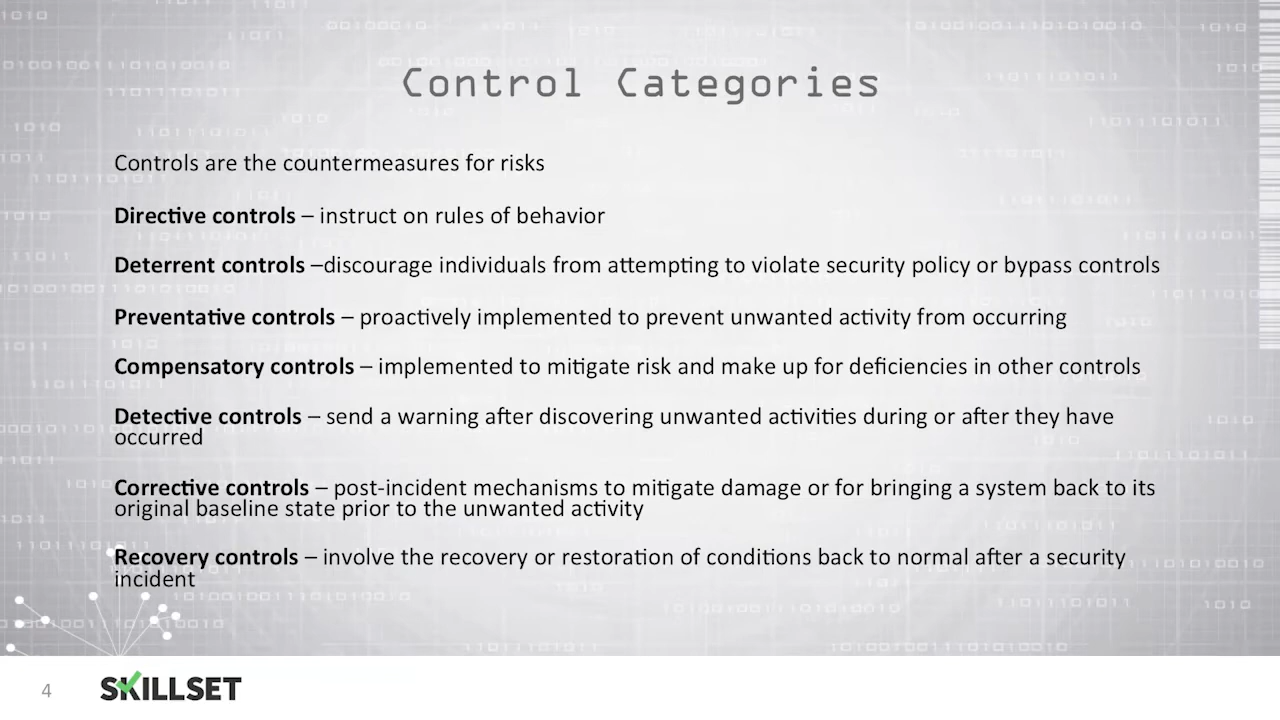 Control Categories
Controls are the countermeasures for risks
Directive controls – instruct on rules of behavior
Deterrent controls –discourage individuals from attempting to violate security policy or bypass controls
Preventative controls – proactively implemented to prevent unwanted activity from occurring
Compensatory controls – implemented to mitigate risk and make up for deficiencies in other controls
Detective controls – send a warning after discovering unwanted activities during or after they have
occurred
Corrective controls – post-incident mechanisms to mitigate damage or for bringing a system back to its
original baseline state prior to the unwanted activity
Recovery controls – involve the recovery or restoration of conditions back to normal after a security
incident
4
SKILLSET